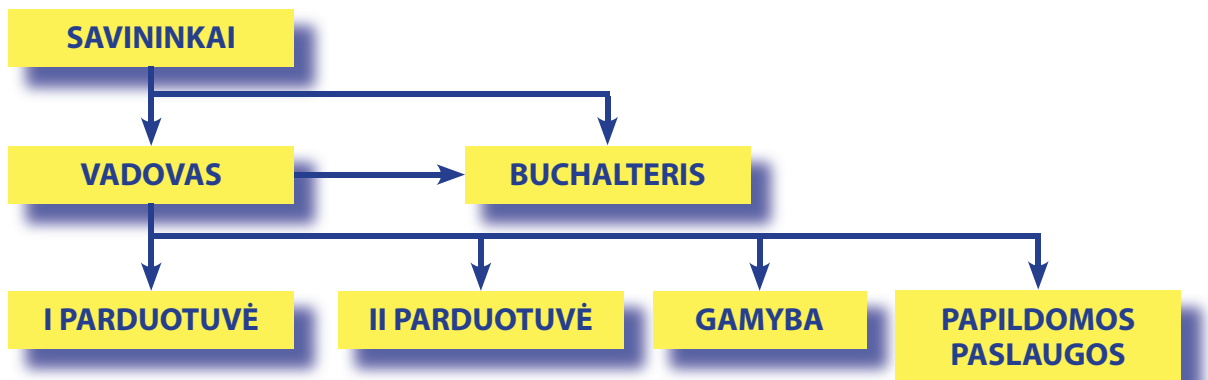 SAVININKAI
VADOVAS
BUCHALTERIS
I PARDUOTUVĖ
II PARDUOTUVĖ
GAMYBA
PAPILDOMOS
PASLAUGOS